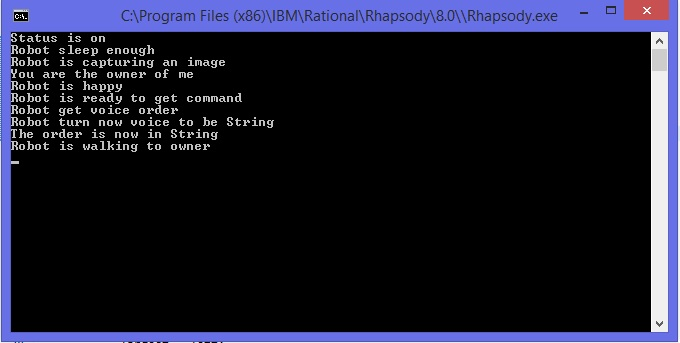 C:\Program Files (x86)\IBM\Rational\Rhapsody\8.0\\Rhapsody.exe
Status is on
Robot sleep enough
Robot is capturing an image
You are the owner of me
Robot is happy
Robot is ready to get command
Robot get voice order
Robot turn now voice to be String
The order is now in String
Robot is walking to owner